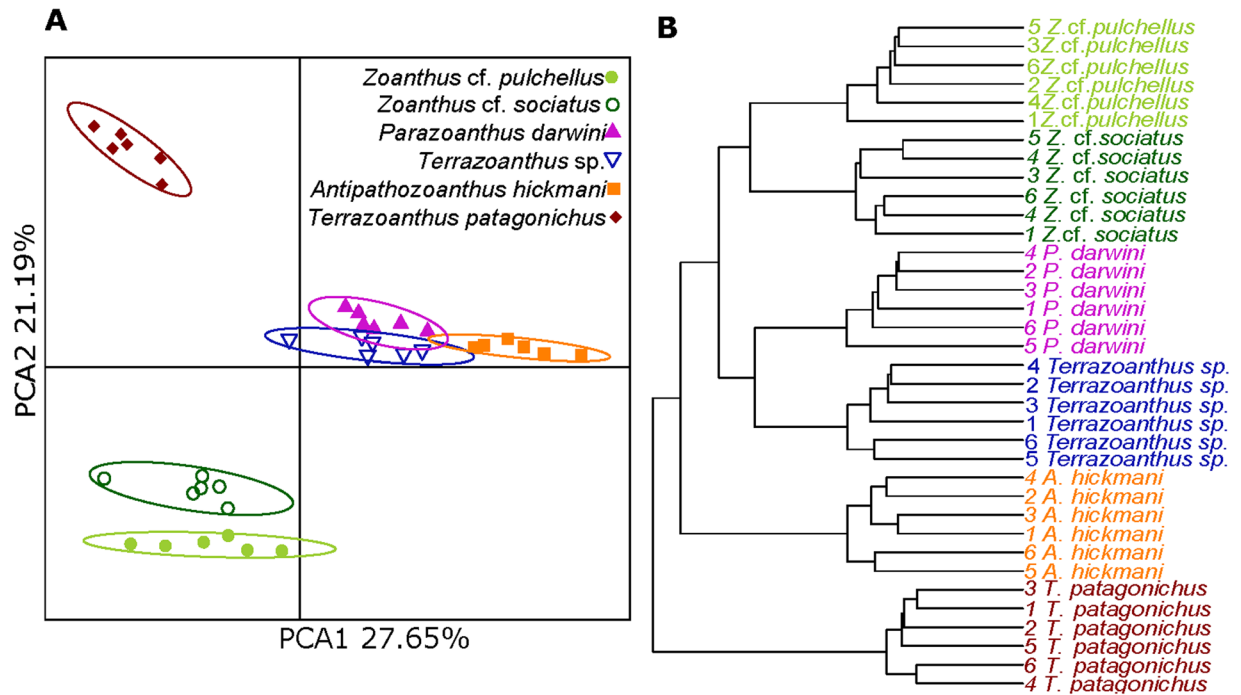 A
Zoanthus cf. pulchellus
Zoanthus cf. sociatus
Parazoanthus darwini
Terrazoanthus sp.
Antipathozoanthus hickmani
Terrazoanthus patagonichus
PCA2 21.19%
PCA1 27.65%
B
5 Z.cf.pulchellus
3Z.cf.pulchellus
6Z.cf.pulchellus
2 Z.cf.pulchellus
4Z.cf.pulchellus
1Z.cf.pulchellus
5 Z. cf.sociatus
4 Z. cf.sociatus
3 Z. cf.sociatus
6 Z. cf. sociatus
4 Z. cf. sociatus
1 Z.cf. sociatus
4 P. darwini
2 P. darwini
3 P. darwini
1 P. darwini
6 P. darwini
5 P. darwini
4 Terrazoanthus sp.
2 Terrazoanthus sp.
3 Terrazoanthus sp.
1 Terrazoanthus sp.
6 Terrazoanthus sp.
5 Terrazoanthus sp.
4 A. hickmani
2 A. hickmani
3 A. hickmani
1 A. hickmani
6 A. hickmani
5 A. hickmani
3 T. patagonichus
1 T. patagonichus
2 T. patagonichus
5 T. patagonichus
6 T. patagonichus
4 T. patagonichus